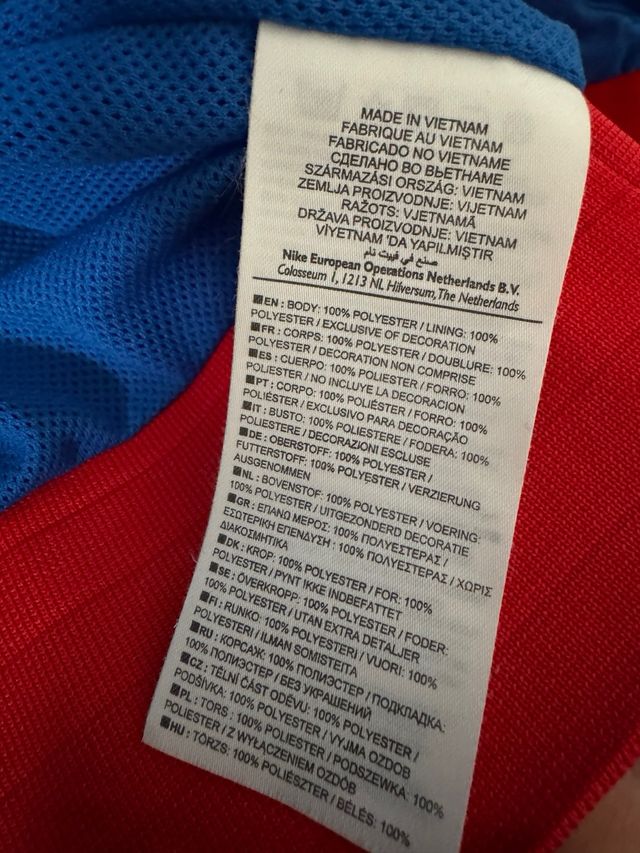 MADE IN VIETNAM
FABRIQUE AU VIETNAM
FABRICADO NO VIETNAME
СДЕЛАНО ВО ВЬЕТНАМЕ
SZÁRMAZÁSI ORSZÁG: VIETNAM
ZEMLJA PROIZVODNJE: VIJETNAM
RAŽOTS: VJETNAMĀ
DRŽAVA PROIZVODNJE: VIETNAM
VİYETNAM 'DA YAPILMIŞTIR
صنع في فييت نام
Nike European Operations Netherlands B.V.
Colosseum 1, 1213 NL Hilversum, The Netherlands
■EN : BODY: 100% POLYESTER / LINING: 100%
POLYESTER / EXCLUSIVE OF DECORATION
■FR : CORPS: 100% POLYESTER / DOUBLURE: 100%
POLYESTER / DECORATION NON COMPRISE
■ES : CUERPO: 100% POLIESTER / FORRO: 100%
POLIESTER / NO INCLUYE LA DECORACION
■PT : CORPO: 100% POLIÉSTER / FORRO: 100%
POLIÉSTER / EXCLUSIVO PARA DECORAÇÃO
■IT : BUSTO: 100% POLIESTERE / FODERA: 100%
POLIESTERE / DECORAZIONI ESCLUSE
■DE : OBERSTOFF: 100% POLYESTER /
FUTTERSTOFF: 100% POLYESTER / VERZIERUNG
AUSGENOMMEN
■NL : BOVENSTOF: 100% POLYESTER / VOERING:
100% POLYESTER / UITGEZONDERD DECORATIE
■GR : ΕΠΑΝΩ ΜΕΡΟΣ: 100% ΠΟΛΥΕΣΤΕΡΑΣ /
ΕΣΩΤΕΡΙΚΗ ΕΠΕΝΔΥΣΗ : 100% ΠΟΛΥΕΣΤΕΡΑΣ / ΧΩΡΙΣ
ΔΙΑΚΟΣΜΗΤΙΚΑ
■DK : KROP: 100% POLYESTER / FOR: 100%
POLYESTER / PYNT IKKE INDBEFATTET
■SE : ÖVERKROPP: 100% POLYESTER / FODER:
100% POLYESTER / UTAN EXTRA DETALJER
■FI : RUNKO: 100% POLYESTERI / VUORI: 100%
POLYESTERI / ILMAN SOMISTEITA
■RU : КОРСАЖ: 100% ПОЛИЭСТЕР / ПОДКЛАДКА:
100% ПОЛИЭСТЕР / БЕЗ УКРАШЕНИЙ
■CZ : TĚLNÍ ČÁST ODĚVU: 100% POLYESTER /
PODŠÍVKA: 100% POLYESTER / VYJMA OZDOB
■PL : TORS : 100% POLYESTER / PODSZEWKA: 100%
POLIESTER / Z WYŁĄCZENIEM OZDÓB
■HU : TÖRZS: 100% POLIÉSZTER / BÉLÉS: 100%